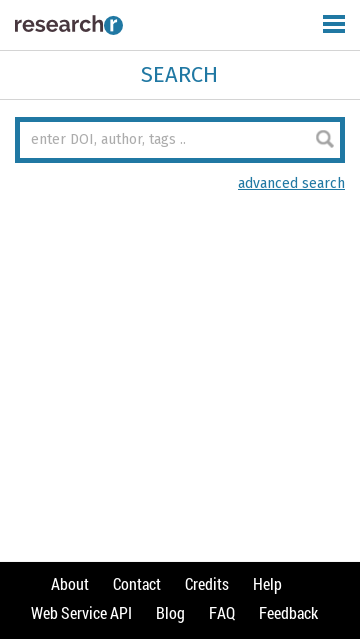 researchr
SEARCH
enter DOI, author, tags ..
advanced search
About Contact Credits Help
Web Service API Blog FAQ Feedback